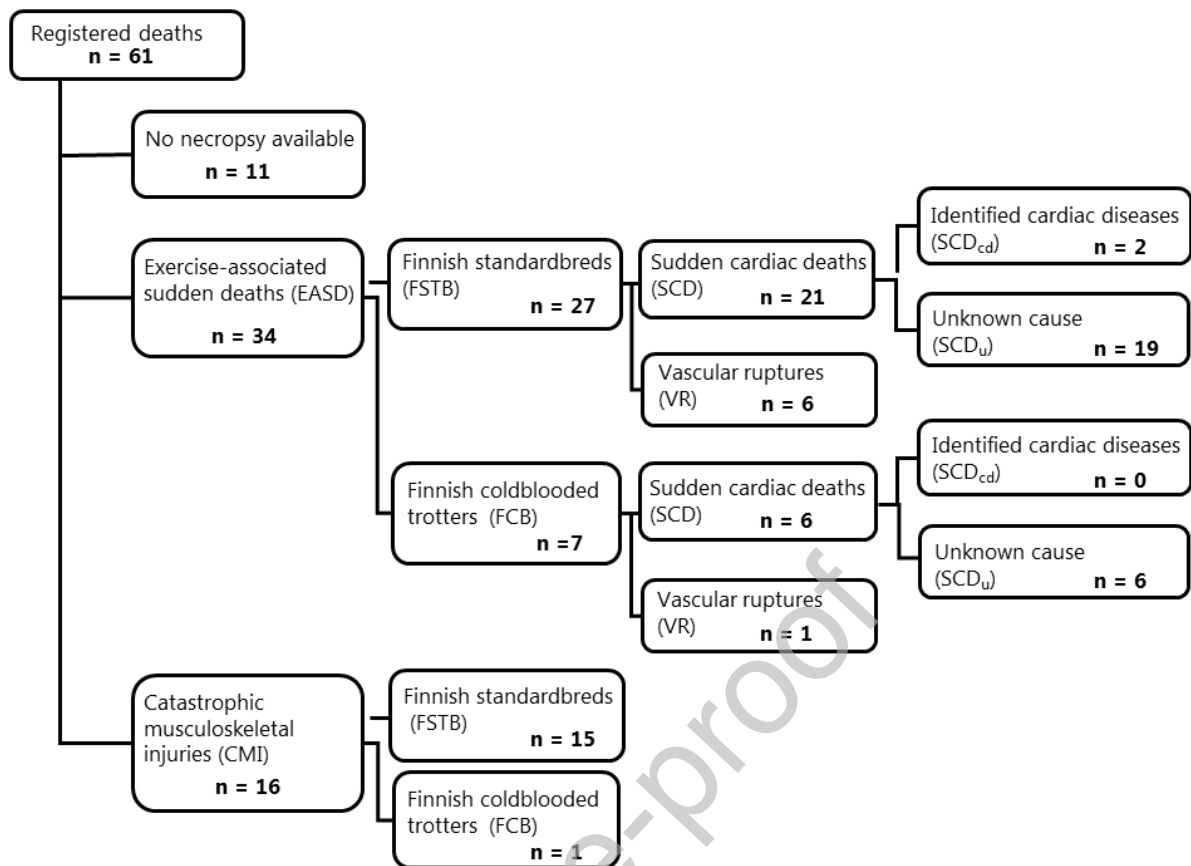 Registered deaths
n = 61
No necropsy available
n = 11
Exercise-associated
sudden deaths (EASD)
n = 34
Finnish standardbreds
(FSTB)
n = 27
Sudden cardiac deaths
(SCD)
n = 21
Identified cardiac diseases
(SCDcd)
n = 2
Unknown cause
(SCDu)
n = 19
Vascular ruptures
(VR)
n = 6
Finnish coldblooded
trotters (FCB)
n =7
Sudden cardiac deaths
(SCD)
n = 6
Identified cardiac diseases
(SCDcd)
n = 0
Unknown cause
(SCDu)
n = 6
Vascular ruptures
(VR)
n = 1
Catastrophic
musculoskeletal
injuries (CMI)
n = 16
Finnish standardbreds
(FSTB)
n = 15
Finnish coldblooded
trotters (FCB)
n = 1
e-proof